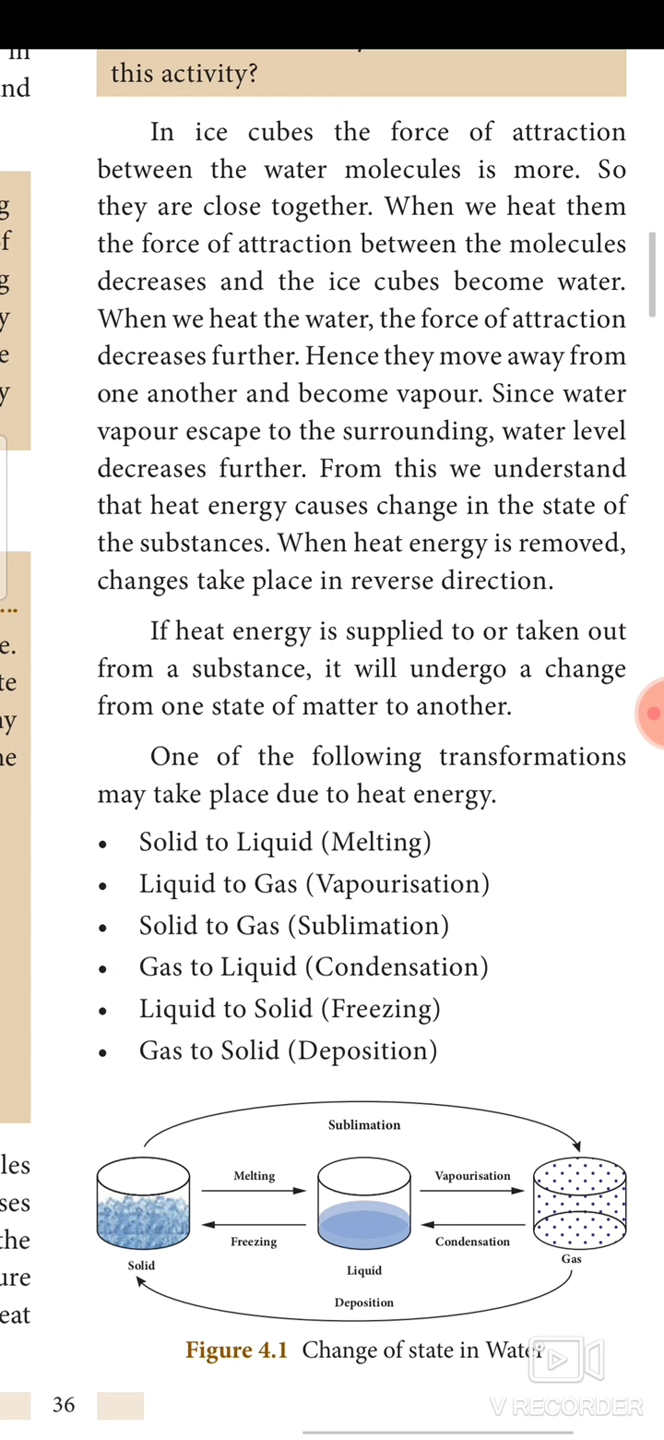 this activity?
In ice cubes the force of attraction
between the water molecules is more. So
they are close together. When we heat them
the force of attraction between the molecules
decreases and the ice cubes become water.
When we heat the water, the force of attraction
decreases further. Hence they move away from
one another and become vapour. Since water
vapour escape to the surrounding, water level
decreases further. From this we understand
that heat energy causes change in the state of
the substances. When heat energy is removed,
changes take place in reverse direction.
If heat energy is supplied to or taken out
from a substance, it will undergo a change
from one state of matter to another.
One of the following transformations
may take place due to heat energy.
• Solid to Liquid (Melting)
• Liquid to Gas (Vapourisation)
• Solid to Gas (Sublimation)
• Gas to Liquid (Condensation)
• Liquid to Solid (Freezing)
• Gas to Solid (Deposition)
Sublimation
Melting
Vapourisation
Freezing
Condensation
Solid
Liquid
Gas
Deposition
Figure 4.1 Change of state in Water
36
V RECORDER